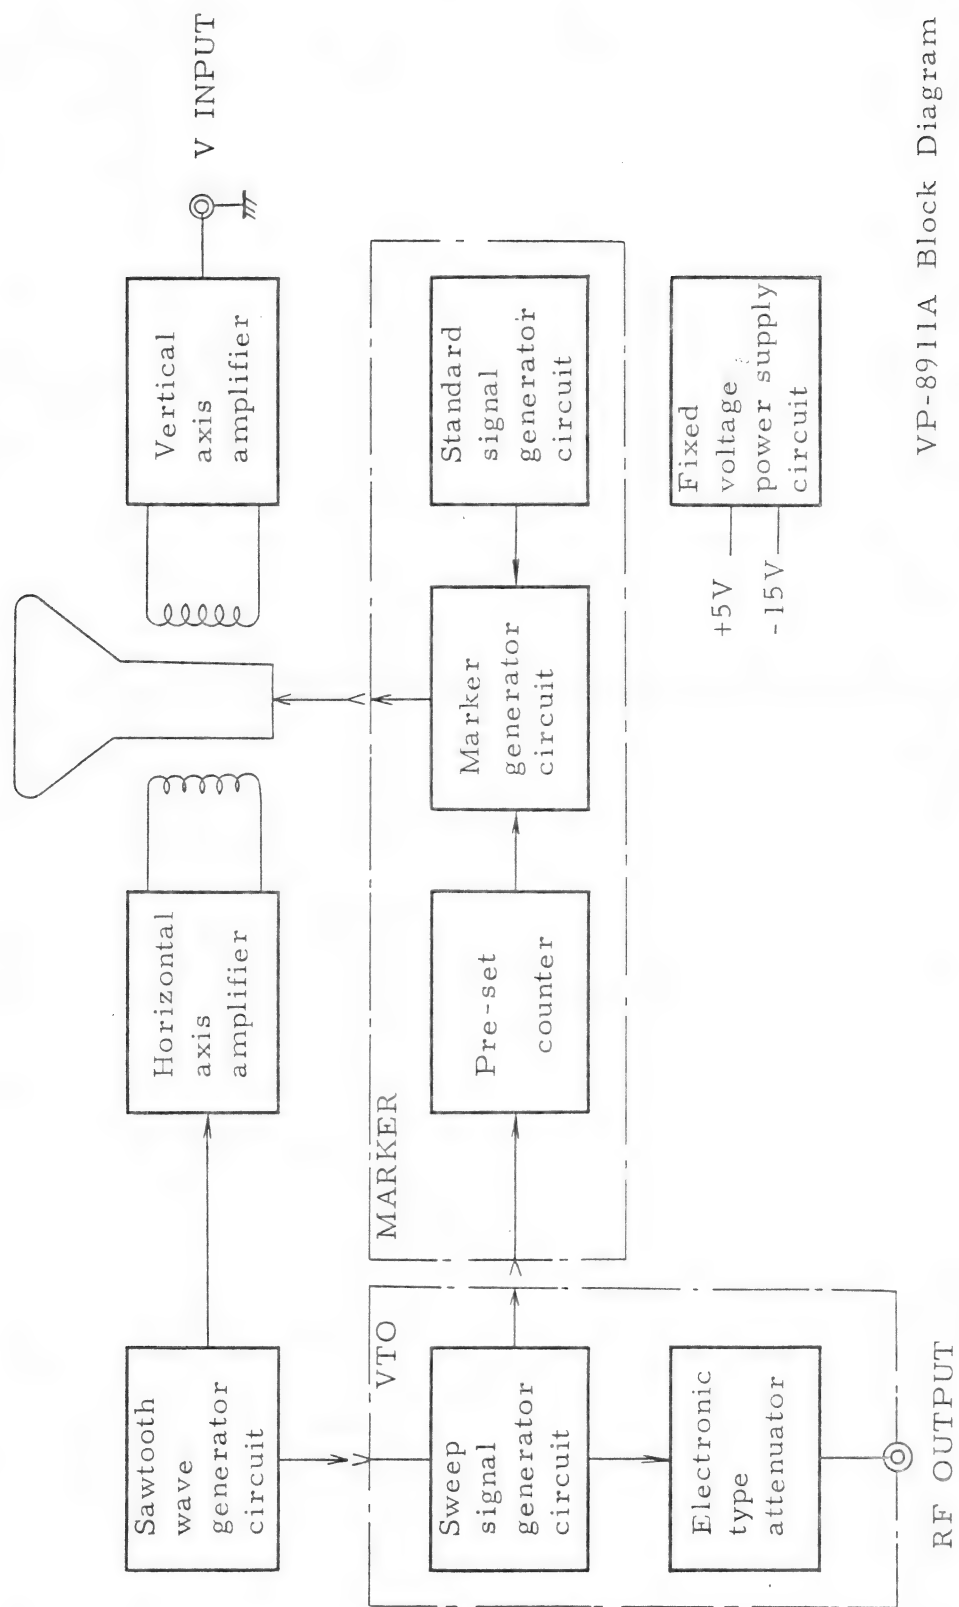 Sawtooth
wave
generator
circuit
Horizontal
axis
amplifier
Vertical
axis
amplifier
V INPUT
VTO
Sweep
signal
generator
circuit
MARKER
Pre-set
counter
Marker
generator
circuit
Standard
signal
generator
circuit
Electronic
type
attenuator
+5V
-15V
Fixed
voltage
power supply
circuit
RF OUTPUT
VP-8911A Block Diagram